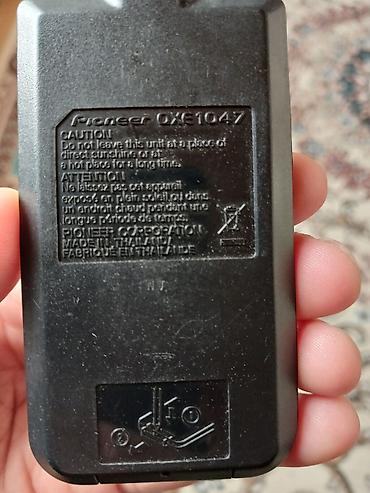 Pioneer QXE1047
CAUTION
Do not leave this unit at a place of
direct sunshine or at
a hot place for a long time.
ATTENTION
Ne laissez pas cet appareil
exposé en plein soleil,ou dans
un endroit chaud pendant une
longue période de temps.
PIONEER CORPORATION
MADE IN THAILAND
FABRIQUÉ EN THAÏLANDE